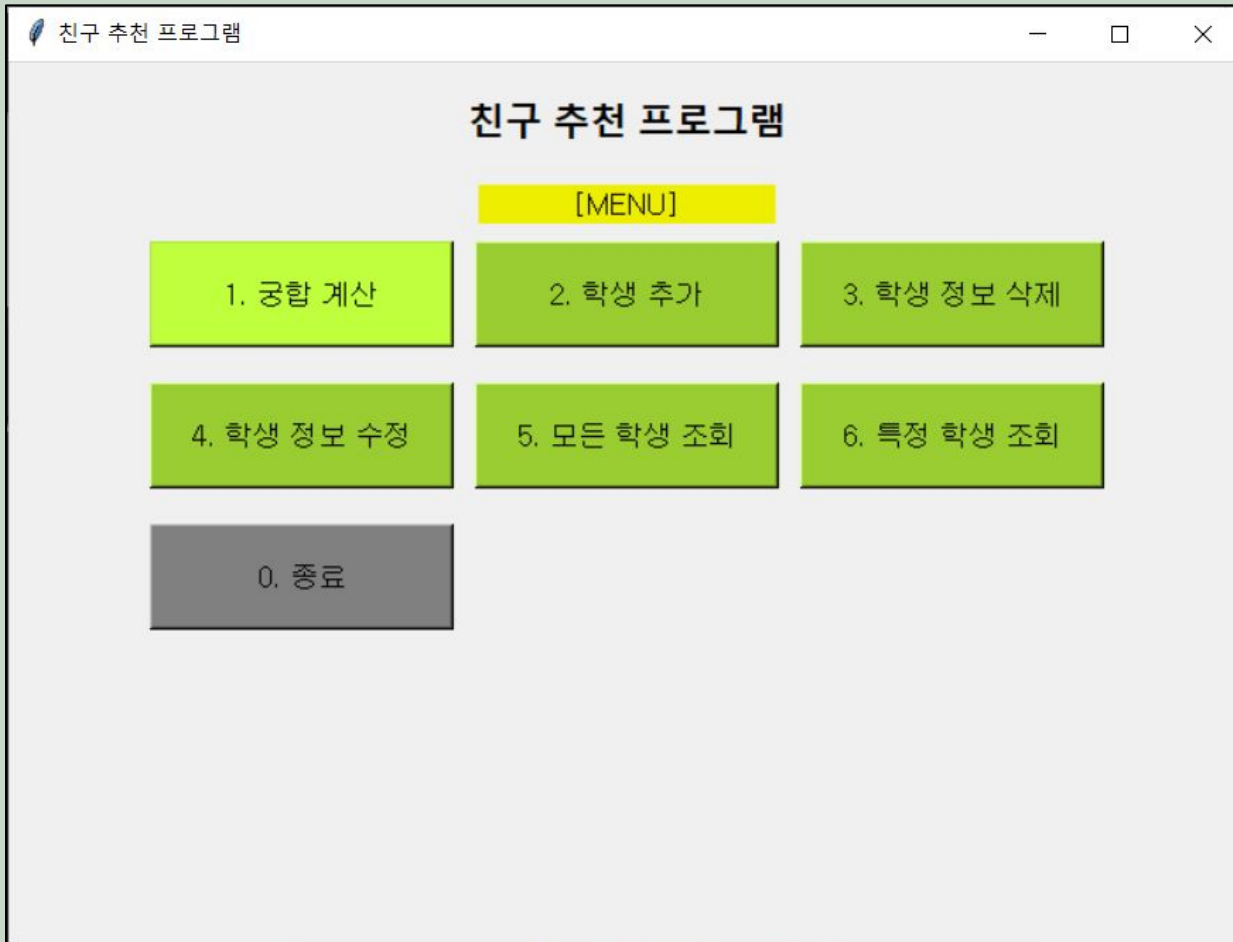 친구 추천 프로그램
친구 추천 프로그램
[MENU]
1. 궁합 계산
2. 학생 추가
3. 학생 정보 삭제
4. 학생 정보 수정
5. 모든 학생 조회
6. 특정 학생 조회
0. 종료